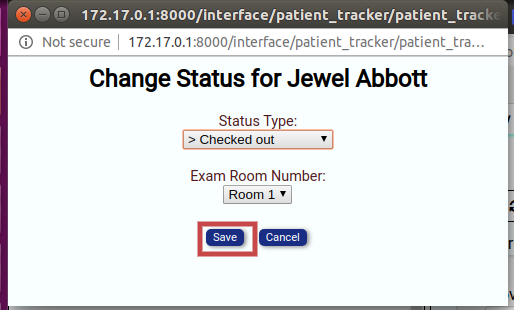 172.17.0.1:8000/interface/patient_tracker/patient_tracke
Not secure | 172.17.0.1:8000/interface/patient_tracker/patient_tra...
Change Status for Jewel Abbott
Status Type:
> Checked out
Exam Room Number:
Room 1
Save Cancel